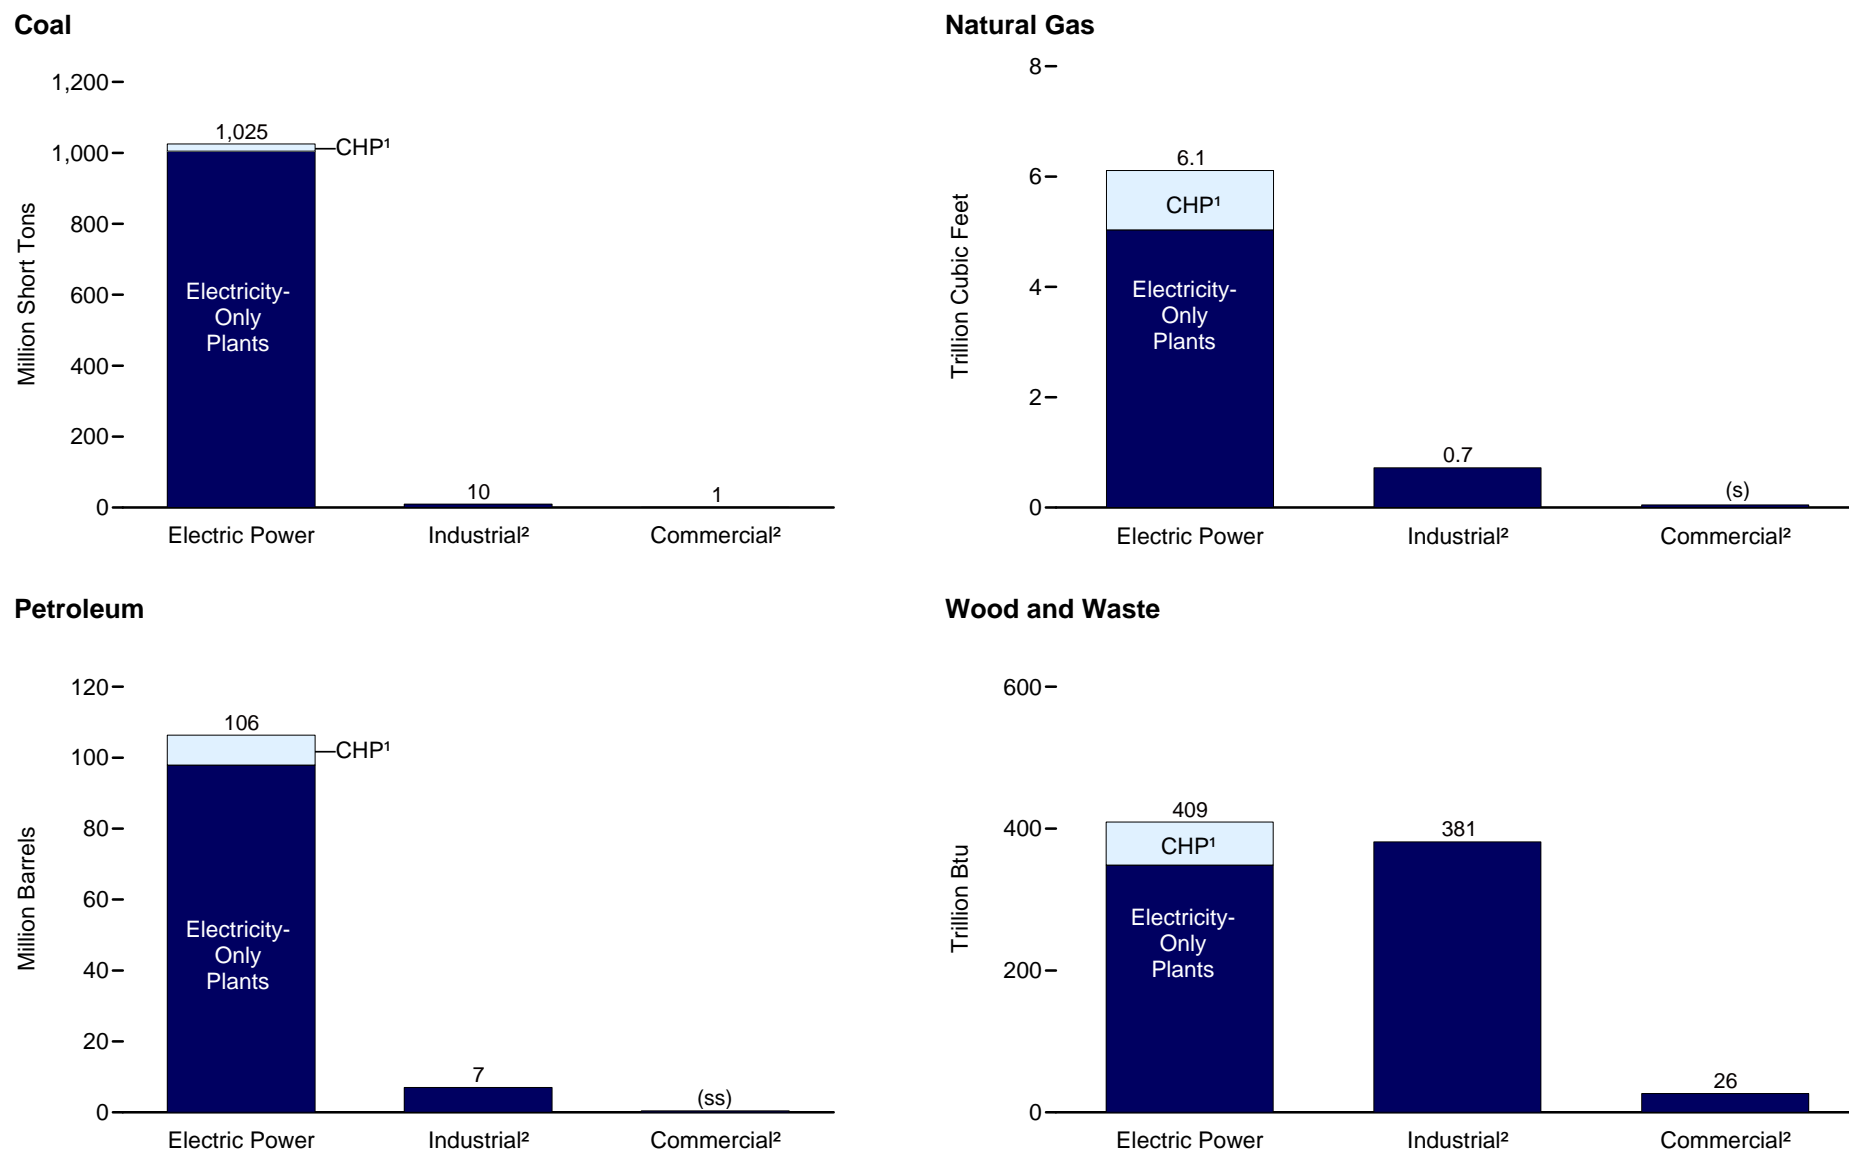 Coal
Million Short Tons
1,200
1,000
800
600
400
200
0
1,025
CHP¹
Electricity-
Only
Plants
10
1
Electric Power
Industrial²
Commercial²
Natural Gas
Trillion Cubic Feet
8
6
4
2
0
6.1
CHP¹
Electricity-
Only
Plants
0.7
(s)
Electric Power
Industrial²
Commercial²
Petroleum
Million Barrels
120
100
80
60
40
20
0
106
CHP¹
Electricity-
Only
Plants
7
(ss)
Electric Power
Industrial²
Commercial²
Wood and Waste
Trillion Btu
600
400
200
0
409
CHP¹
Electricity-
Only
Plants
381
26
Electric Power
Industrial²
Commercial²